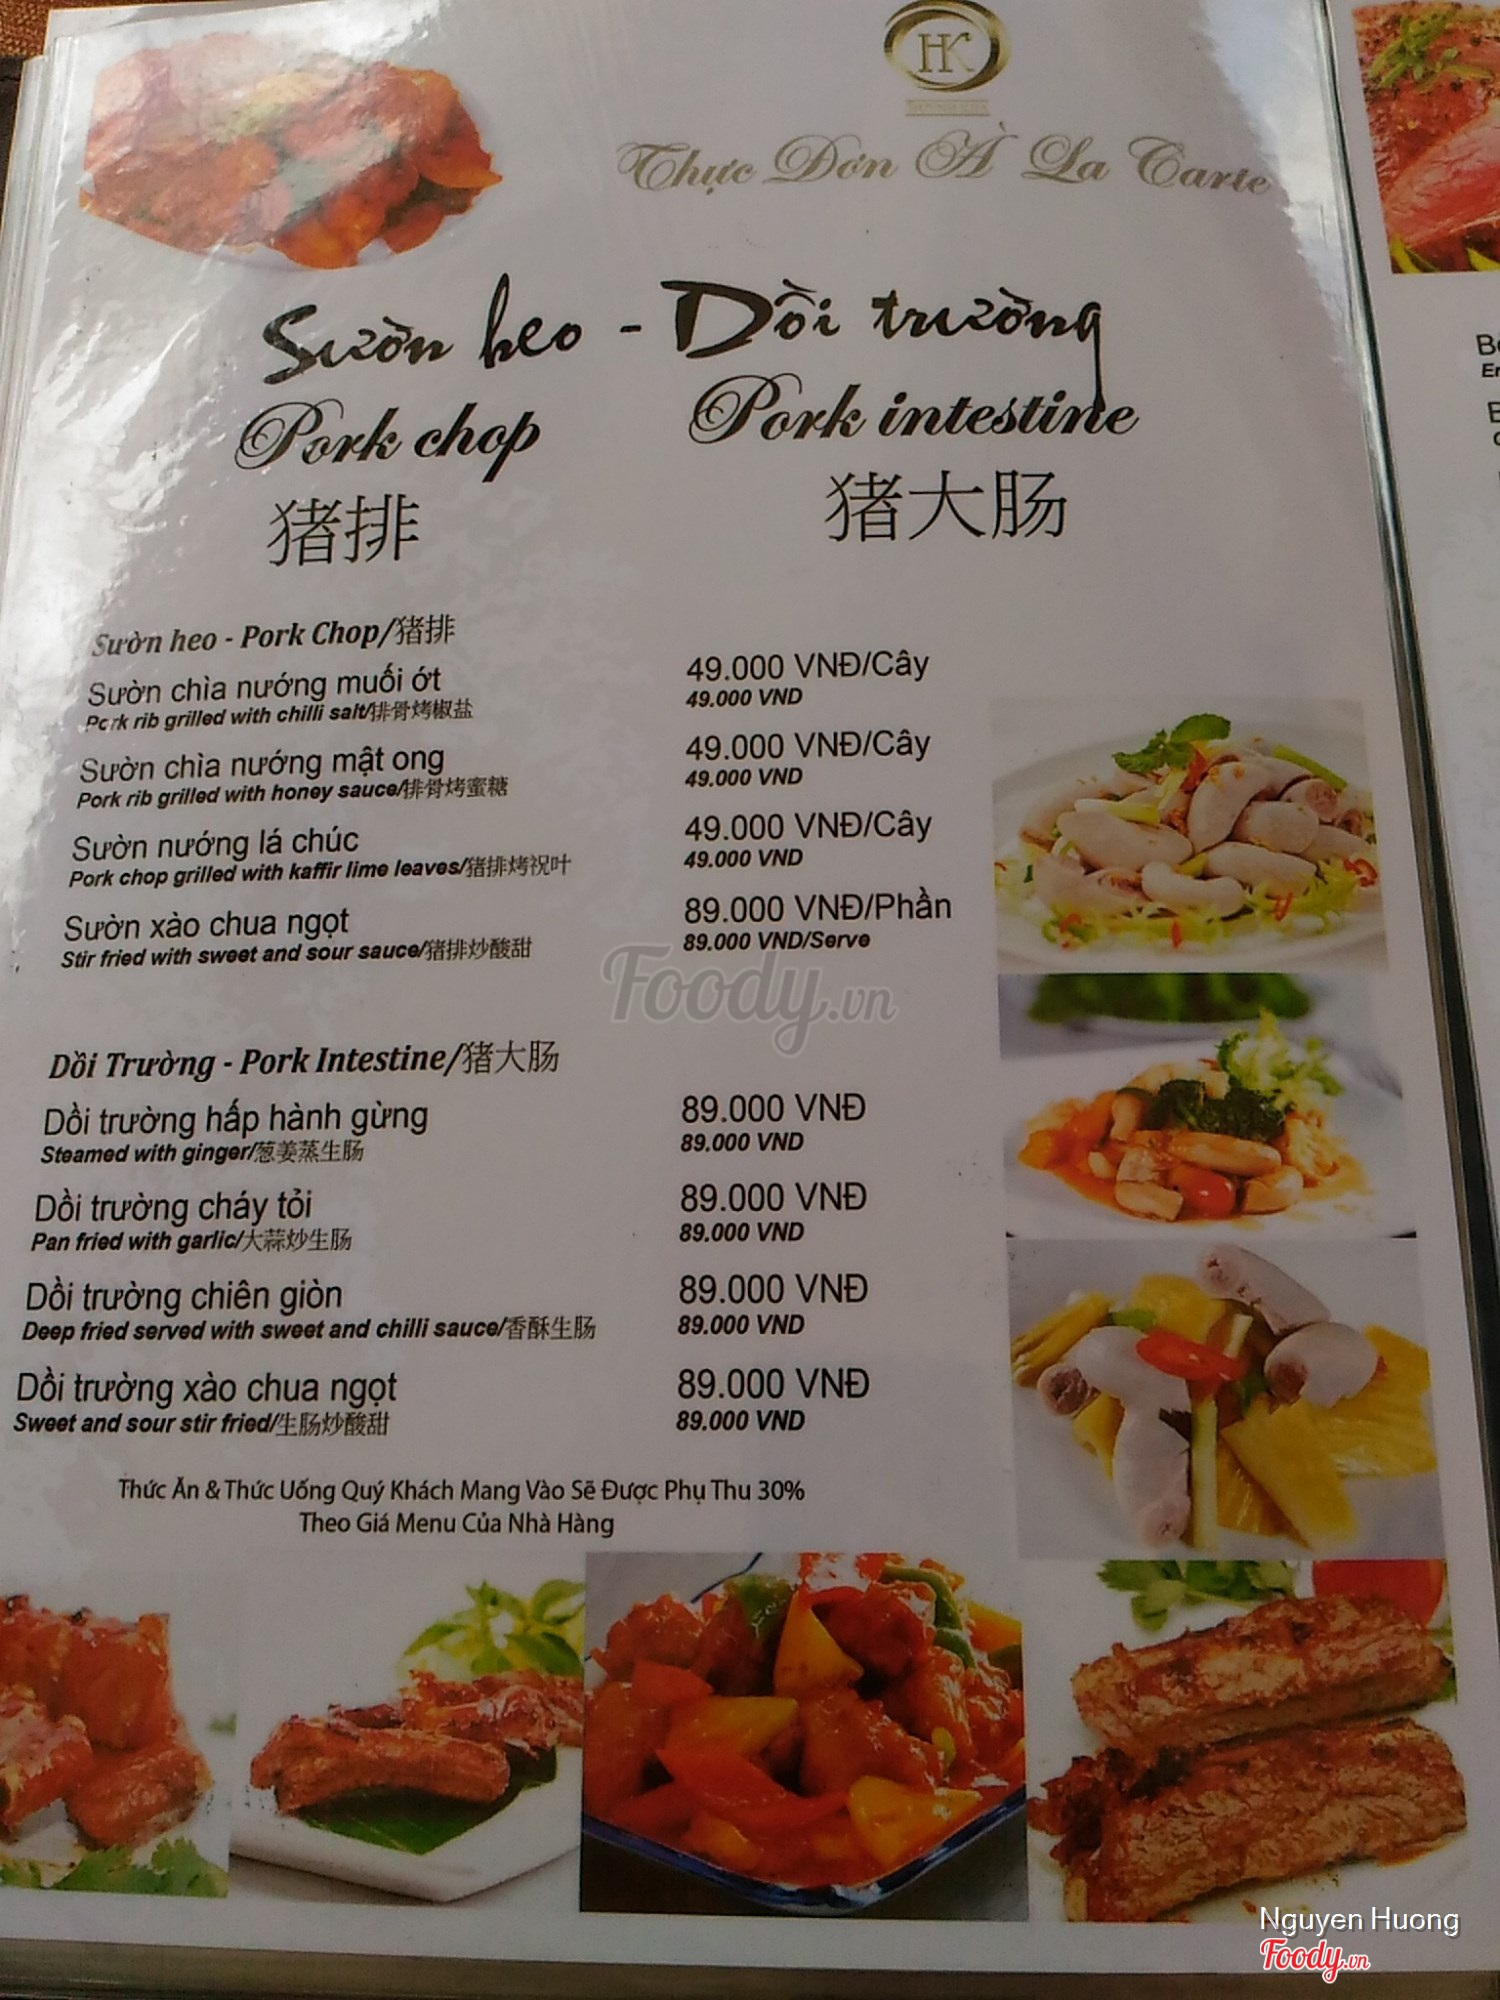 HK
Thực Đơn À La Carte
Sườn heo - Dồi trường
Pork chop
Pork intestine
猪排
猪大肠
Sườn heo - Pork Chop/猪排
Sườn chìa nướng muối ớt 49.000 VNĐ/Cây
Pork rib grilled with chilli salt/排骨烤椒盐 49.000 VND
Sườn chìa nướng mật ong 49.000 VNĐ/Cây
Pork rib grilled with honey sauce/排骨烤蜜糖 49.000 VND
Sườn nướng lá chúc 49.000 VNĐ/Cây
Pork chop grilled with kaffir lime leaves/猪排烤祝叶 49.000 VND
Sườn xào chua ngọt 89.000 VNĐ/Phần
Stir fried with sweet and sour sauce/猪排炒酸甜 89.000 VND/Serve
Foody.vn
Dồi Trường - Pork Intestine/猪大肠
Dồi trường hấp hành gừng 89.000 VNĐ
Steamed with ginger/葱姜蒸生肠 89.000 VND
Dồi trường cháy tỏi 89.000 VNĐ
Pan fried with garlic/大蒜炒生肠 89.000 VND
Dồi trường chiên giòn 89.000 VNĐ
Deep fried served with sweet and chilli sauce/香酥生肠 89.000 VND
Dồi trường xào chua ngọt 89.000 VNĐ
Sweet and sour stir fried/生肠炒酸甜 89.000 VND
Thức Ăn & Thức Uống Quý Khách Mang Vào Sẽ Được Phụ Thu 30%
Theo Giá Menu Của Nhà Hàng
Nguyen Huong
Foody.vn